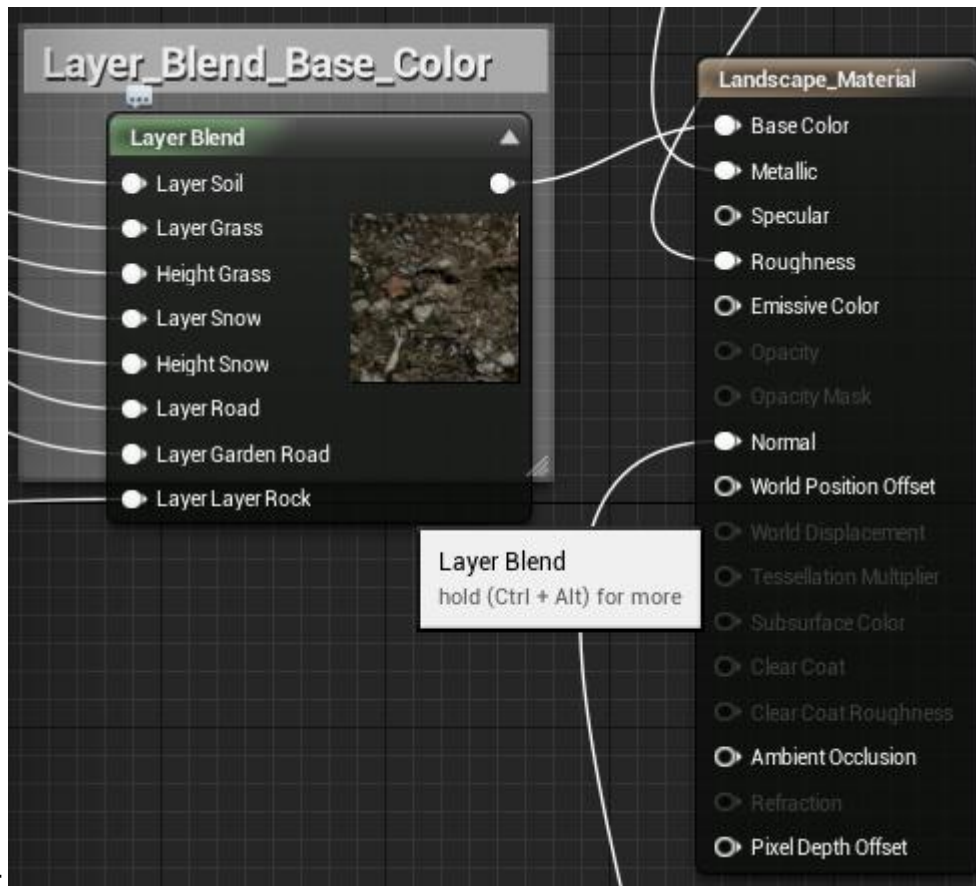 Layer_Blend_Base_Color
Layer Blend
Layer Soil
Layer Grass
Height Grass
Layer Snow
Height Snow
Layer Road
Layer Garden Road
Layer Layer Rock
Layer Blend
hold (Ctrl + Alt) for more
Landscape_Material
Base Color
Metallic
Specular
Roughness
Emissive Color
Opacity
Opacity Mask
Normal
World Position Offset
World Displacement
Tessellation Multiplier
Subsurface Color
Clear Coat
Clear Coat Roughness
Ambient Occlusion
Refraction
Pixel Depth Offset